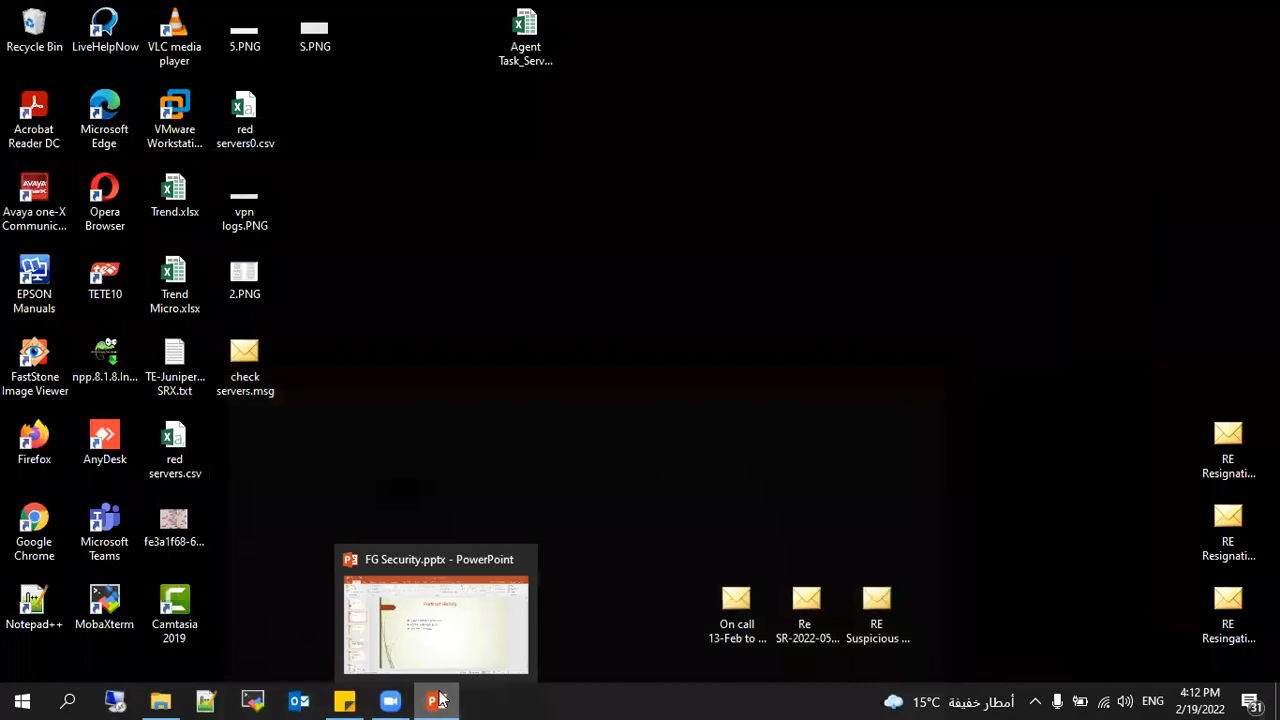 Recycle Bin
LiveHelpNow
VLC media
player
5.PNG
S.PNG
Agent
Task_Serv...
Acrobat
Reader DC
Microsoft
Edge
VMware
Workstati...
red
servers0.csv
Avaya one-X
Communic...
Opera
Browser
Trend.xlsx
vpn
logs.PNG
EPSON
Manuals
TETE10
Trend
Micro.xlsx
2.PNG
FastStone
Image Viewer
npp.8.1.8.In...
TE-Juniper...
SRX.txt
check
servers.msg
Firefox
AnyDesk
red
servers.csv
RE
Resignati...
Google
Chrome
Microsoft
Teams
fe3a1f68-6...
RE
Resignati...
FG Security.pptx - PowerPoint
Notepad++
MobaXterm
Camtasia
2019
On call
13-Feb to ...
Re
SR-2022-05...
RE
Suspicious ...
RE
Resingati...
15°C أمطار خفيفة
ENG
4:12 PM
2/19/2022
31